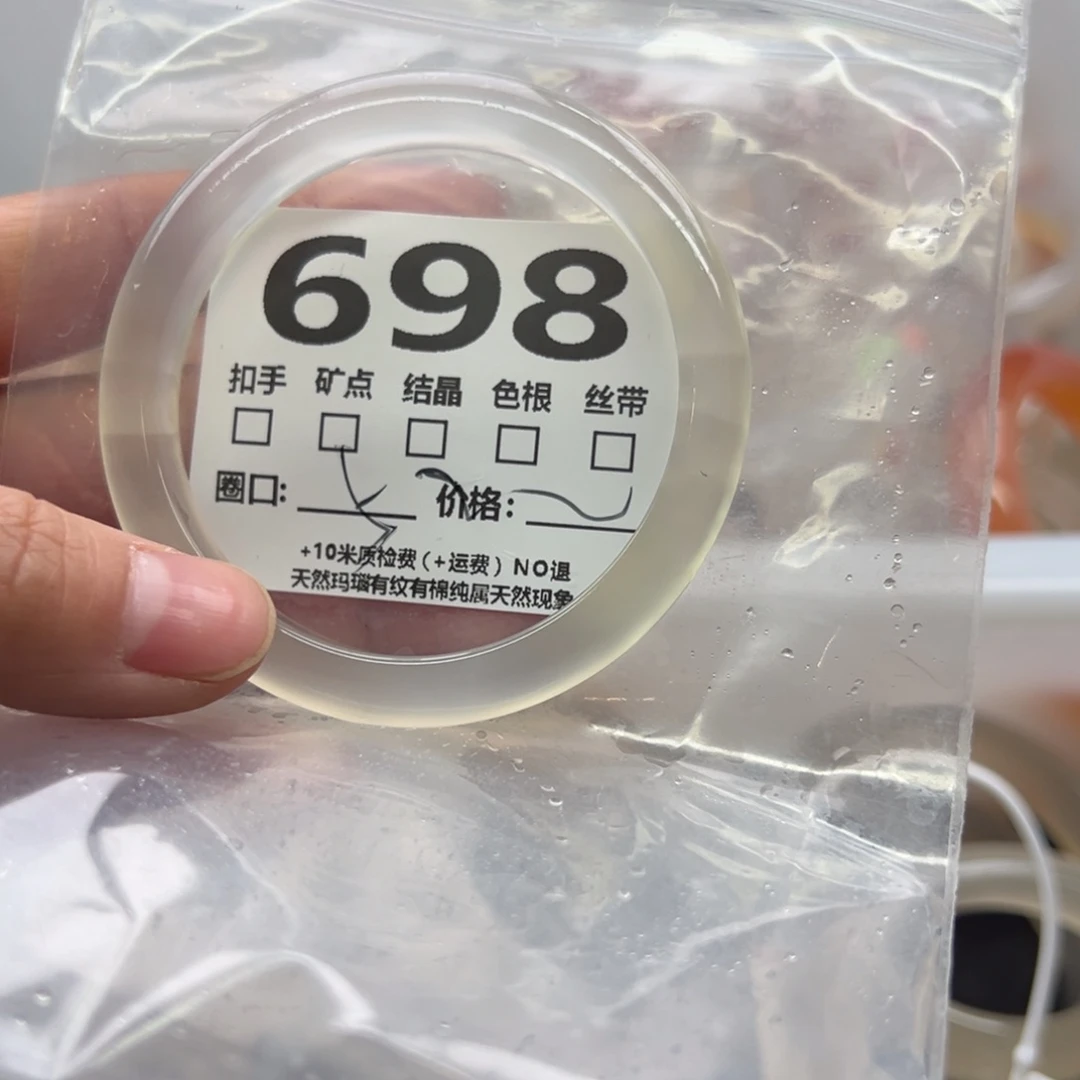 698
扣手 矿点 结晶 色根 丝带
圈口: 价格:
+10米质检费(+运费)NO退
天然玛瑙有纹有棉纯属天然现象